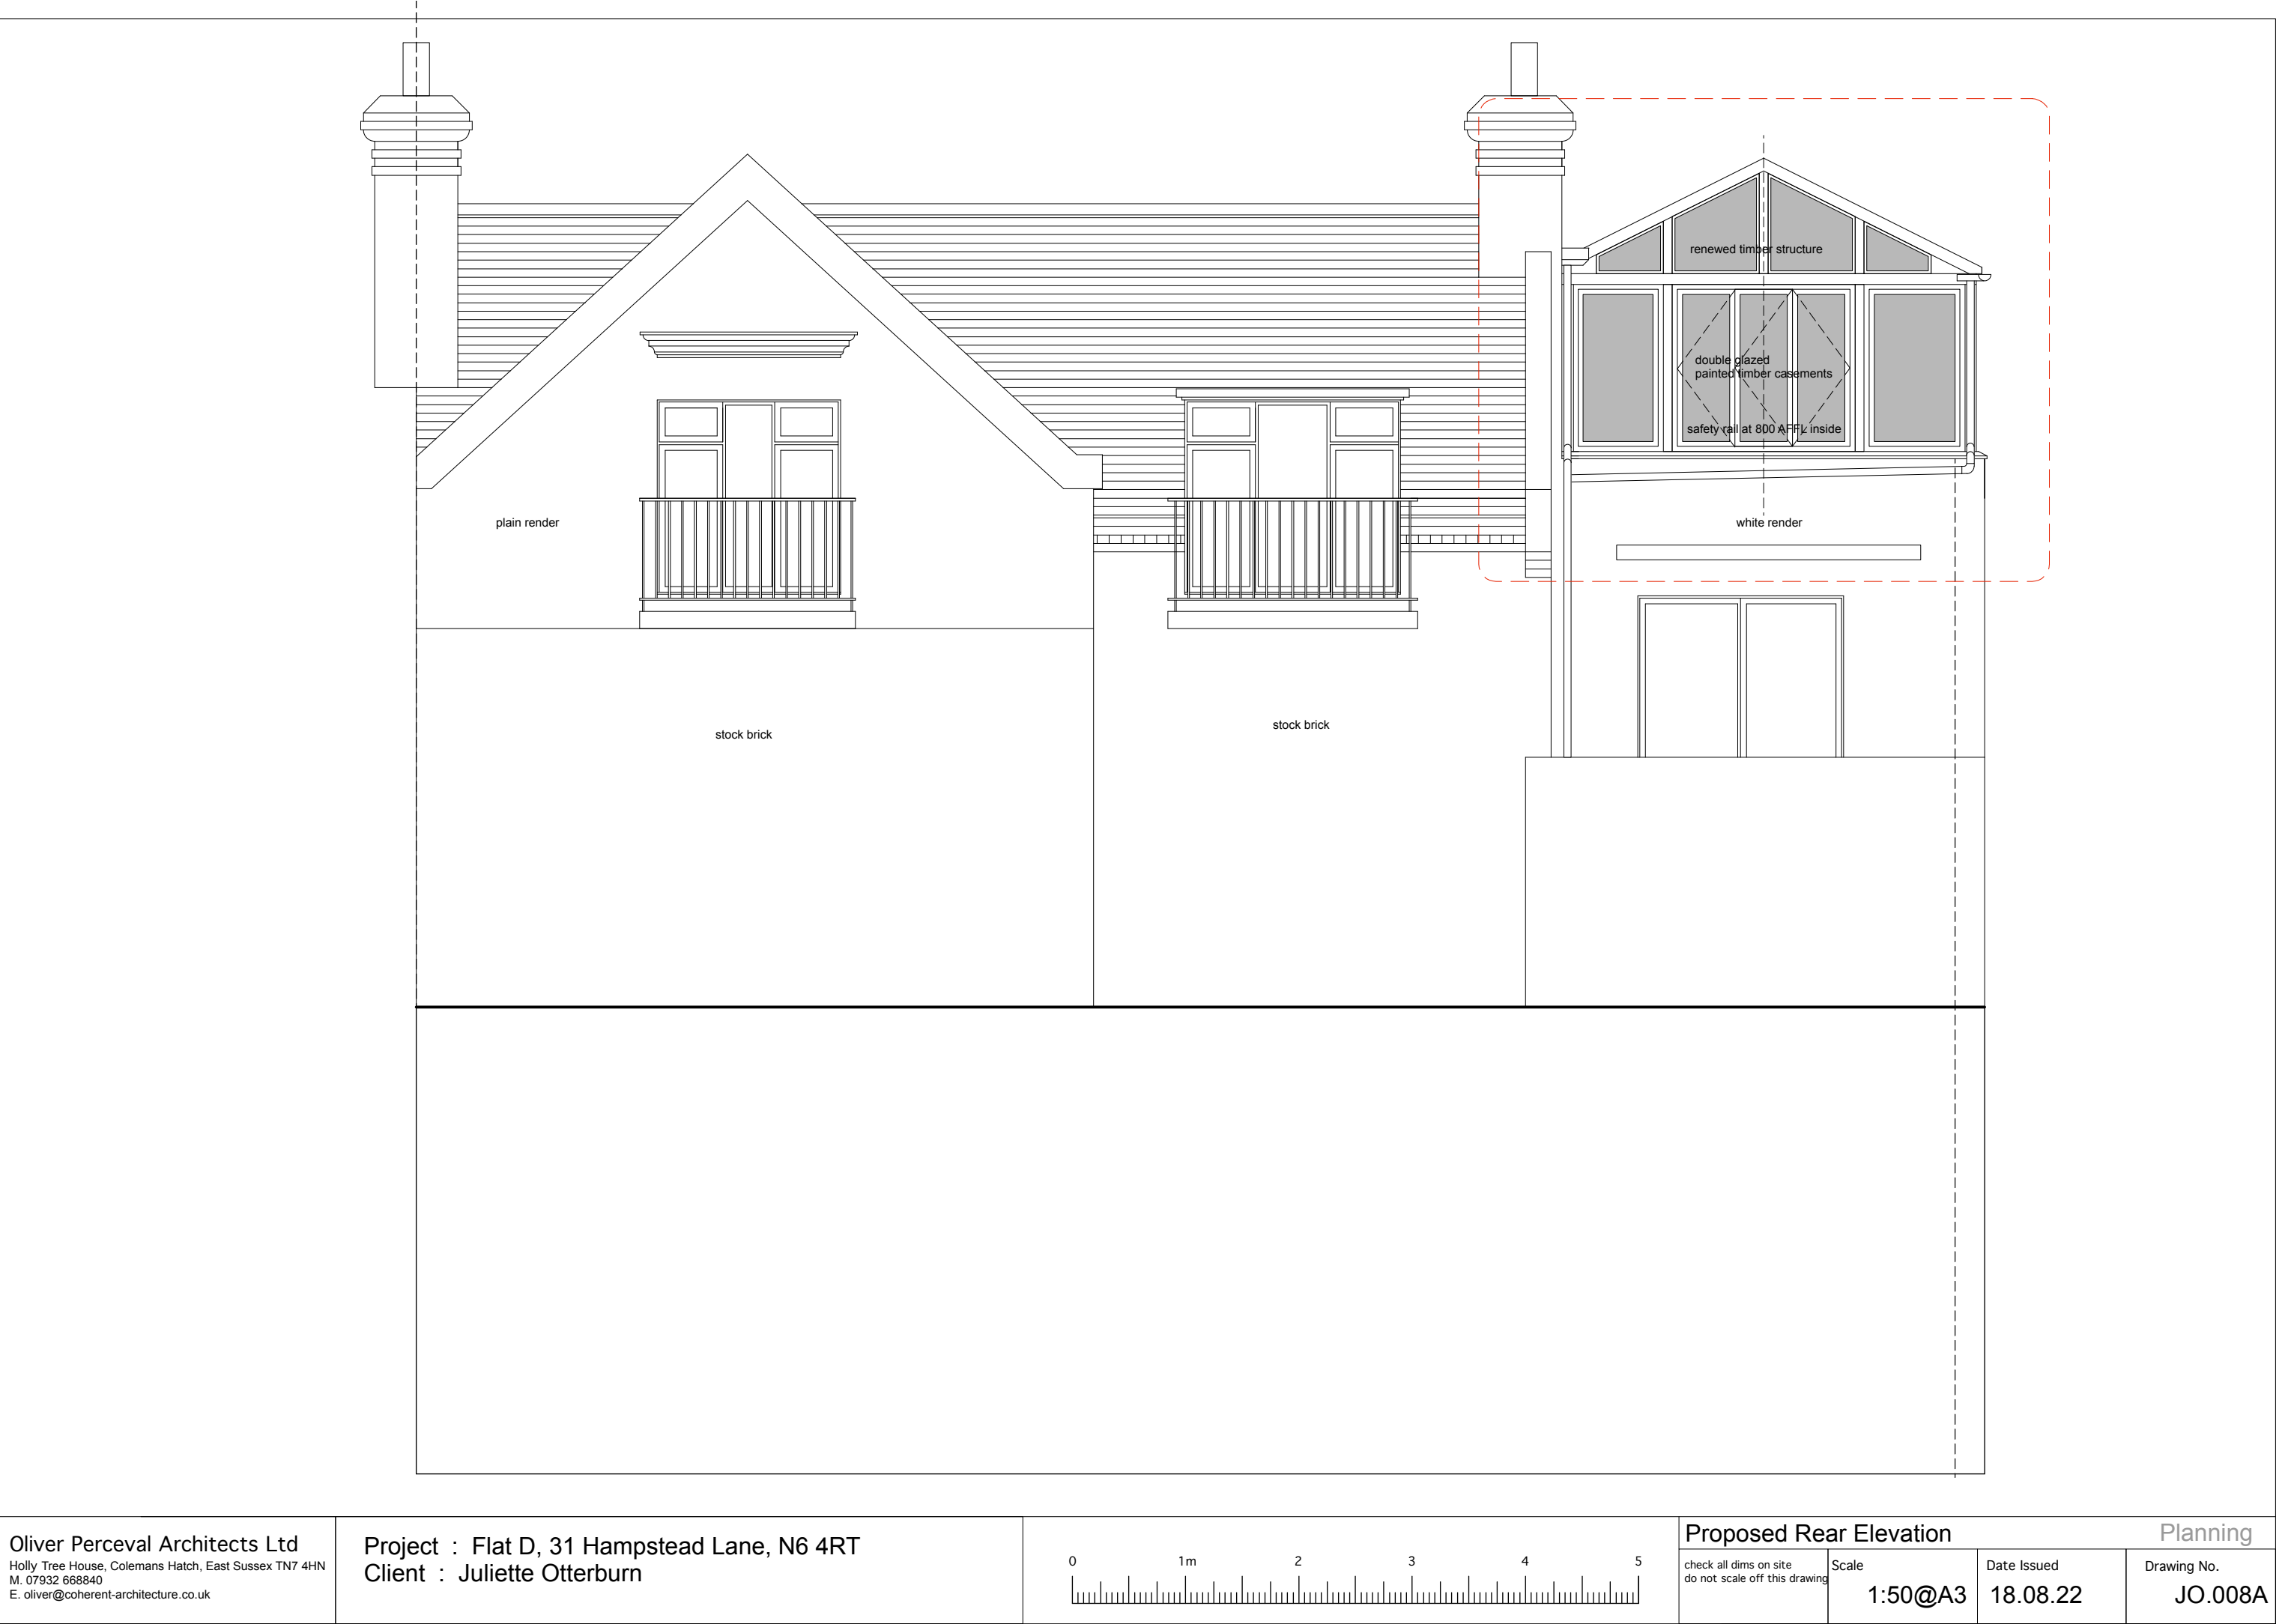 renewed timber structure
double glazed
painted timber casements
safety rail at 800 AFFL inside
plain render
white render
stock brick
stock brick
Oliver Perceval Architects Ltd
Holly Tree House, Colemans Hatch, East Sussex TN7 4HN
M. 07932 668840
E. oliver@coherent-architecture.co.uk
Project : Flat D, 31 Hampstead Lane, N6 4RT
Client : Juliette Otterburn
0 1m 2 3 4 5
Proposed Rear Elevation
Planning
check all dims on site
do not scale off this drawing
Scale
1:50@A3
Date Issued
18.08.22
Drawing No.
JO.008A